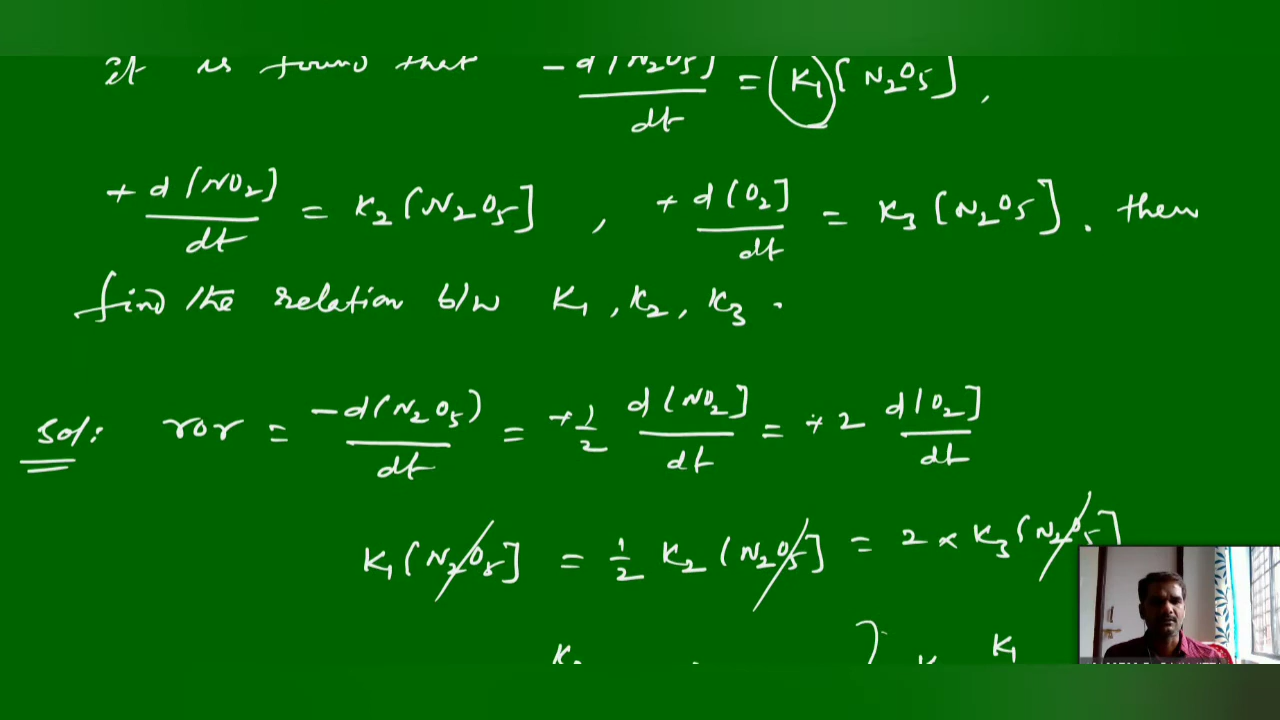 it is found that -d[N₂O₅]/dt = K₁[N₂O₅],
+d[NO₂]/dt = K₂[N₂O₅], +d[O₂]/dt = K₃[N₂O₅]. then
find the relation b/w K₁, K₂, K₃.
Sol: ror = -d(N₂O₅)/dt = +1/2 d[NO₂]/dt = +2 d[O₂]/dt
K₁[N₂O₅] = 1/2 K₂[N₂O₅] = 2 × K₃[N₂O₅]
K₁